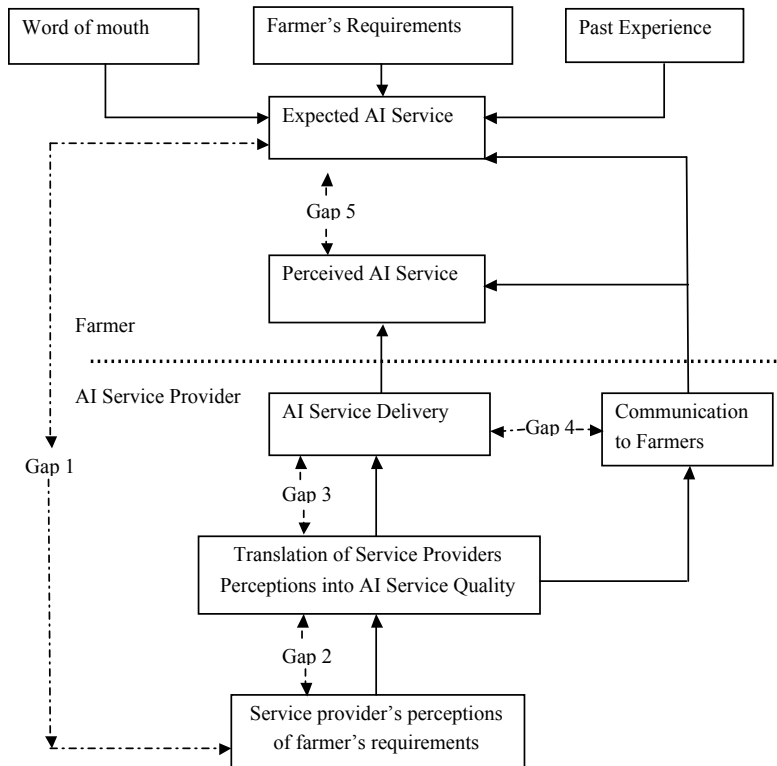 Word of mouth
Farmer's Requirements
Past Experience
Expected AI Service
Gap 5
Perceived AI Service
Farmer
AI Service Provider
AI Service Delivery
Gap 4
Communication
to Farmers
Gap 1
Gap 3
Translation of Service Providers
Perceptions into AI Service Quality
Gap 2
Service provider's perceptions
of farmer's requirements